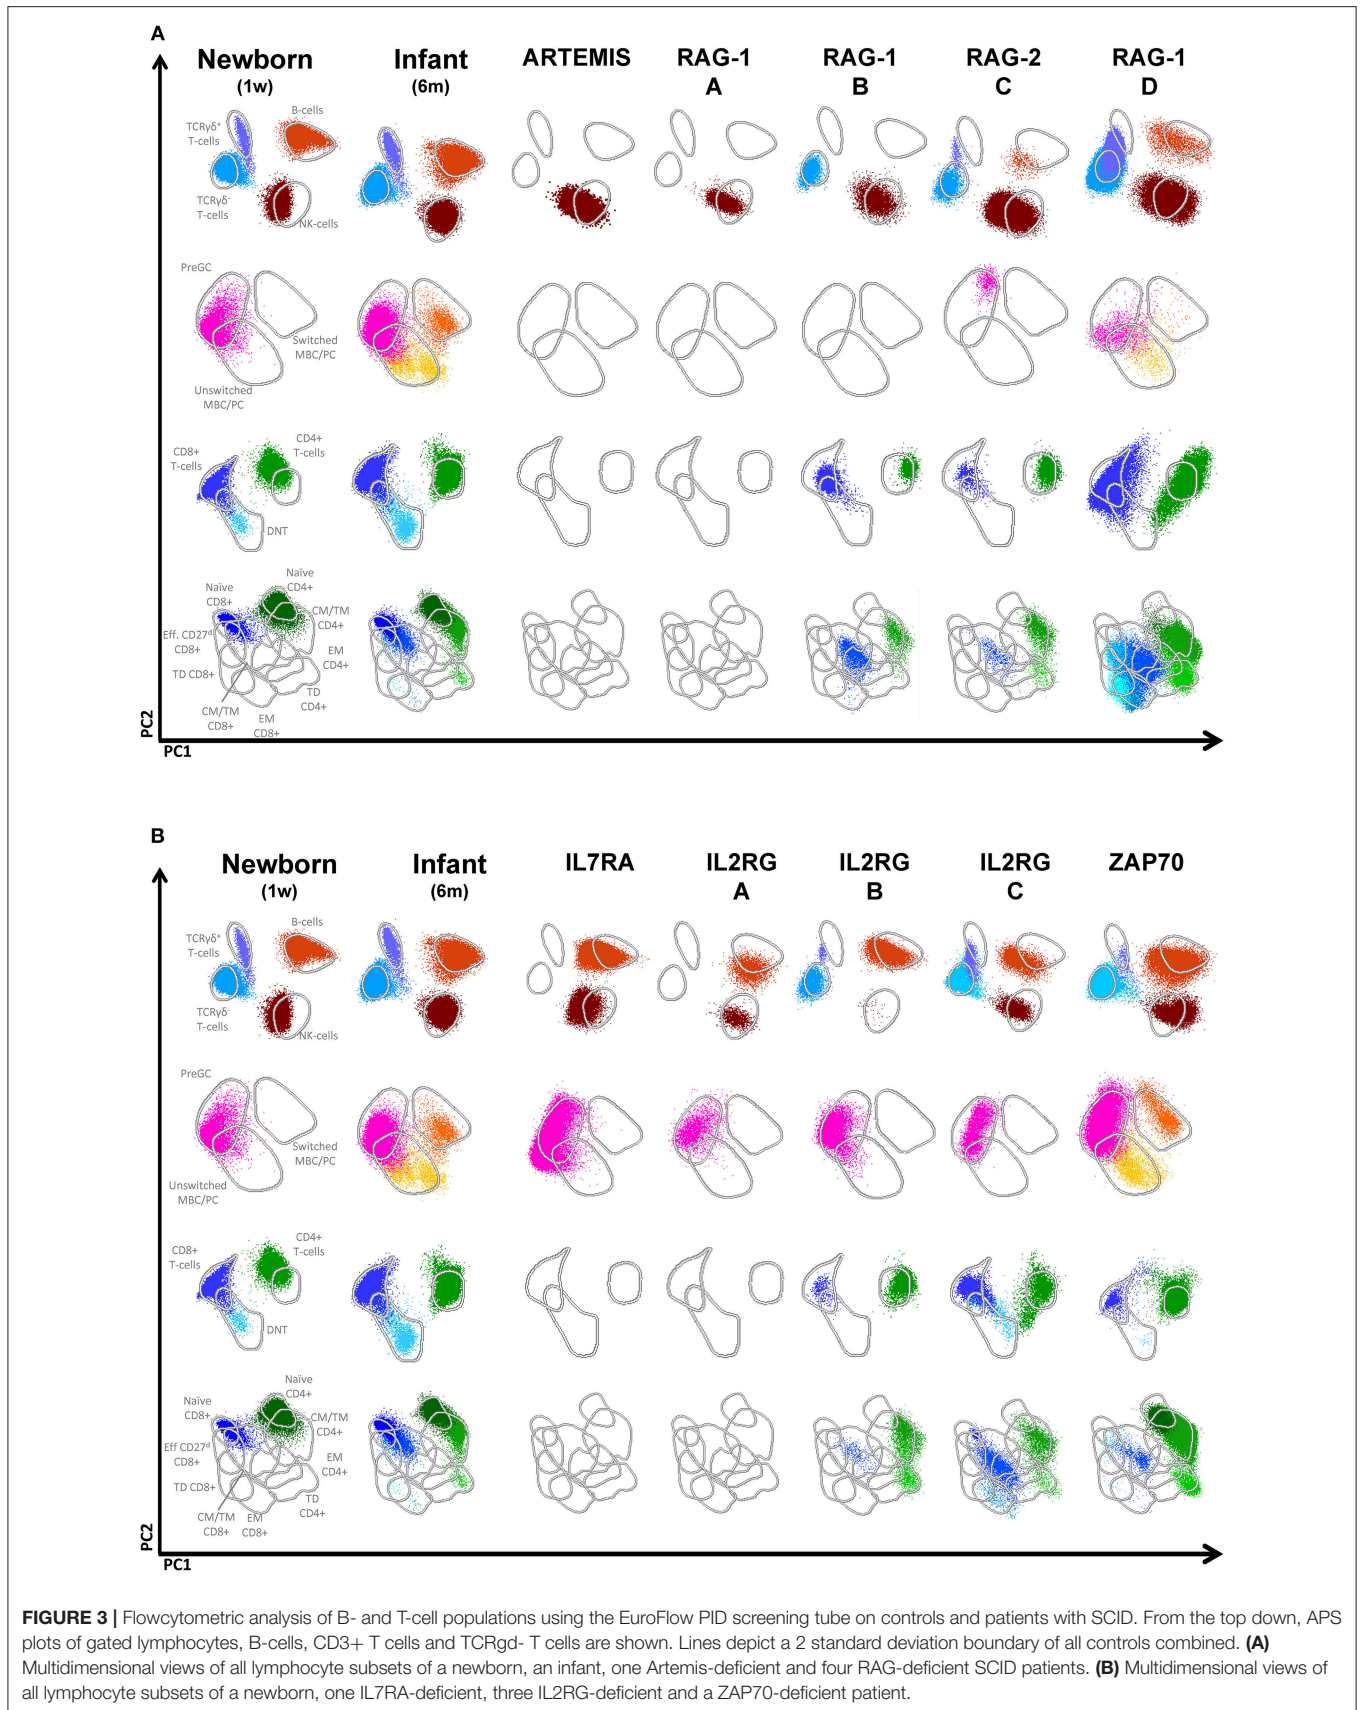 A
Newborn
(1w)
Infant
(6m)
ARTEMIS
RAG-1
A
RAG-1
B
RAG-2
C
RAG-1
D
TCRγδ⁺
T-cells
B-cells
TCRγδ⁻
T-cells
NK-cells
PreGC
Switched
MBC/PC
Unswitched
MBC/PC
CD8+
T-cells
CD4+
T-cells
DNT
Naïve
CD4+
Naïve
CD8+
CM/TM
CD4+
Eff. CD27ᵈ
CD8+
EM
CD4+
TD CD8+
TD
CD4+
CM/TM
CD8+
EM
CD8+
PC2
PC1
B
Newborn
(1w)
Infant
(6m)
IL7RA
IL2RG
A
IL2RG
B
IL2RG
C
ZAP70
TCRγδ⁺
T-cells
B-cells
TCRγδ⁻
T-cells
NK-cells
PreGC
Switched
MBC/PC
Unswitched
MBC/PC
CD8+
T-cells
CD4+
T-cells
DNT
Naïve
CD4+
Naïve
CD8+
CM/TM
CD4+
Eff CD27ᵈ
CD8+
EM
CD4+
TD CD8+
TD
CD4+
CM/TM
CD8+
EM
CD8+
PC2
PC1
FIGURE 3 | Flowcytometric analysis of B- and T-cell populations using the EuroFlow PID screening tube on controls and patients with SCID. From the top down, APS
plots of gated lymphocytes, B-cells, CD3+ T cells and TCRgd- T cells are shown. Lines depict a 2 standard deviation boundary of all controls combined. (A)
Multidimensional views of all lymphocyte subsets of a newborn, an infant, one Artemis-deficient and four RAG-deficient SCID patients. (B) Multidimensional views of
all lymphocyte subsets of a newborn, one IL7RA-deficient, three IL2RG-deficient and a ZAP70-deficient patient.